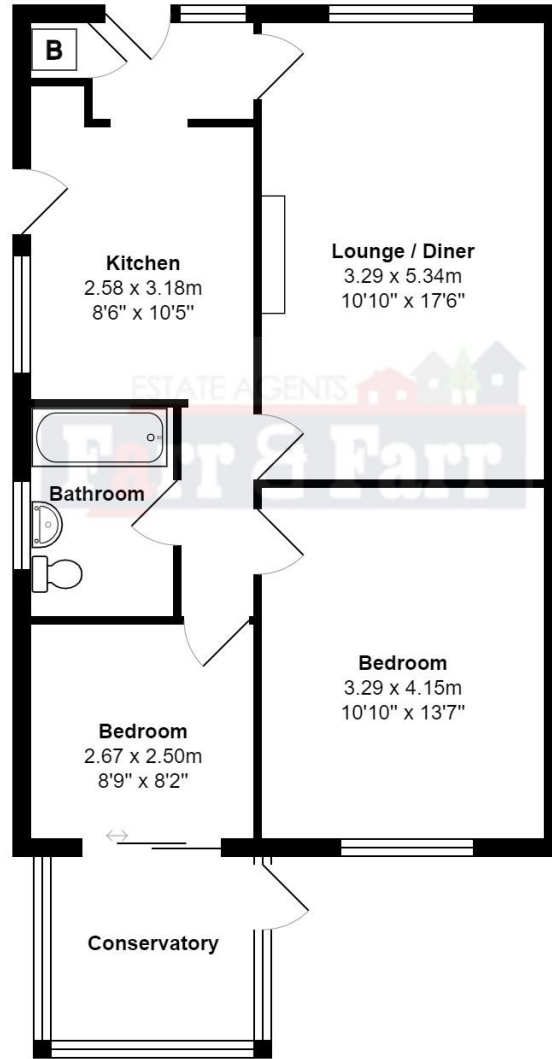 B
Kitchen
2.58 x 3.18m
8'6" x 10'5"
Lounge / Diner
3.29 x 5.34m
10'10" x 17'6"
ESTATE AGENTS
Farr & Farr
Bathroom
Bedroom
3.29 x 4.15m
10'10" x 13'7"
Bedroom
2.67 x 2.50m
8'9" x 8'2"
Conservatory